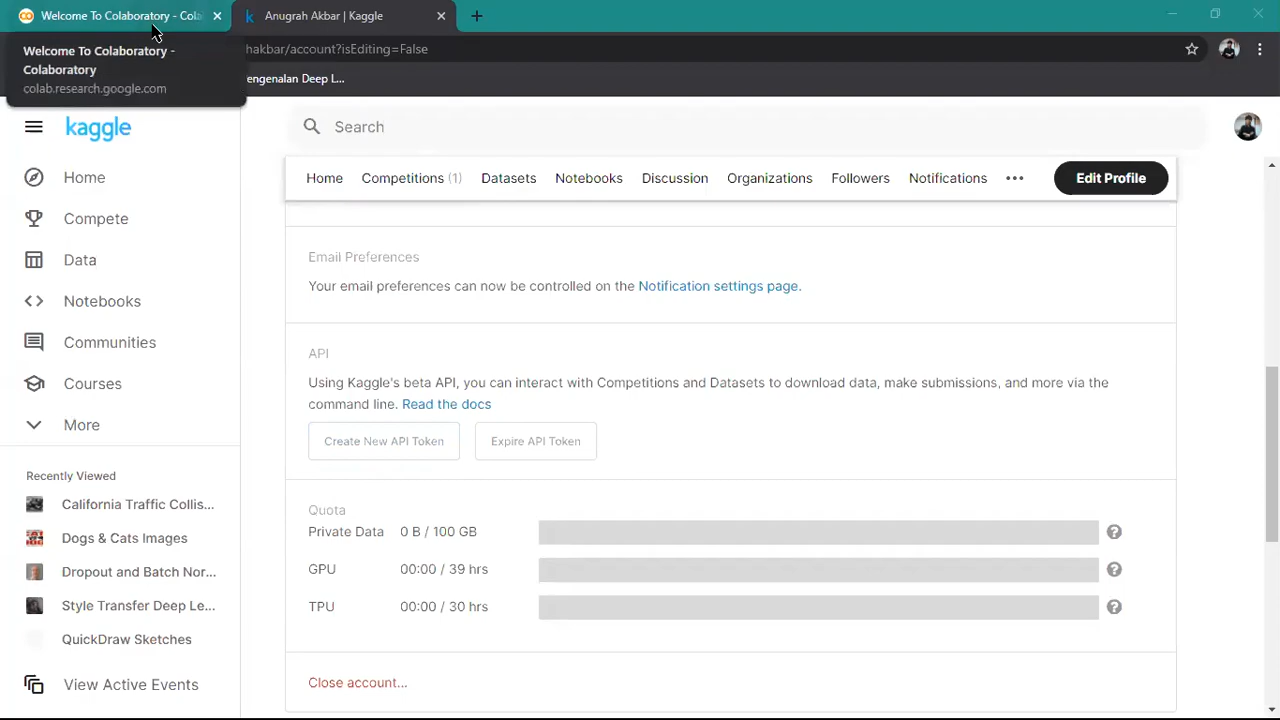 Welcome To Colaboratory - Cola
Anugrah Akbar | Kaggle
Welcome To Colaboratory -
Colaboratory
colab.research.google.com
hakbar/account?isEditing=False
engenalan Deep L...
kaggle
Search
Home
Compete
Data
Notebooks
Communities
Courses
More
Recently Viewed
California Traffic Collis...
Dogs & Cats Images
Dropout and Batch Nor...
Style Transfer Deep Le...
QuickDraw Sketches
View Active Events
Home Competitions (1) Datasets Notebooks Discussion Organizations Followers Notifications ••• Edit Profile
Email Preferences
Your email preferences can now be controlled on the Notification settings page.
API
Using Kaggle's beta API, you can interact with Competitions and Datasets to download data, make submissions, and more via the
command line. Read the docs
Create New API Token Expire API Token
Quota
Private Data 0 B / 100 GB ?
GPU 00:00 / 39 hrs ?
TPU 00:00 / 30 hrs ?
Close account...